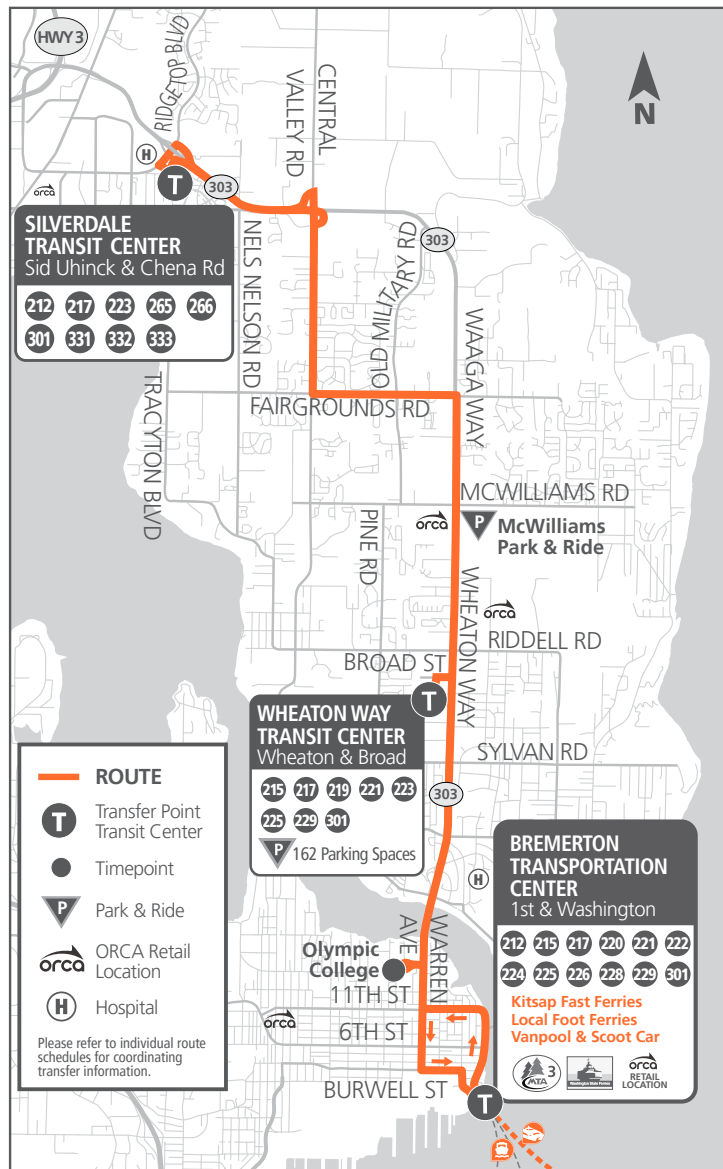 HWY 3
RIDGETOP BLVD
CENTRAL
VALLEY RD
N
H
T
303
orca
SILVERDALE
TRANSIT CENTER
Sid Uhinck & Chena Rd
212 217 223 265 266
301 331 332 333
NELS NELSON RD
OLD MILITARY RD
303
WAAGA WAY
TRACYTON BLVD
FAIRGROUNDS RD
MCWILLIAMS RD
PINE RD
orca
P
McWilliams
Park & Ride
WHEATON WAY
orca
RIDDELL RD
BROAD ST
T
WHEATON WAY
TRANSIT CENTER
Wheaton & Broad
215 217 219 221 223
225 229 301
P 162 Parking Spaces
SYLVAN RD
303
H
ROUTE
T Transfer Point
Transit Center
Timepoint
P Park & Ride
orca ORCA Retail
Location
H Hospital
Please refer to individual route
schedules for coordinating
transfer information.
BREMERTON
TRANSPORTATION
CENTER
1st & Washington
212 215 217 220 221 222
224 225 226 228 229 301
Kitsap Fast Ferries
Local Foot Ferries
Vanpool & Scoot Car
MTA 3
Washington State Ferries
orca
RETAIL
LOCATION
WARREN
AVE
Olympic
College
11TH ST
orca
6TH ST
BURWELL ST
T